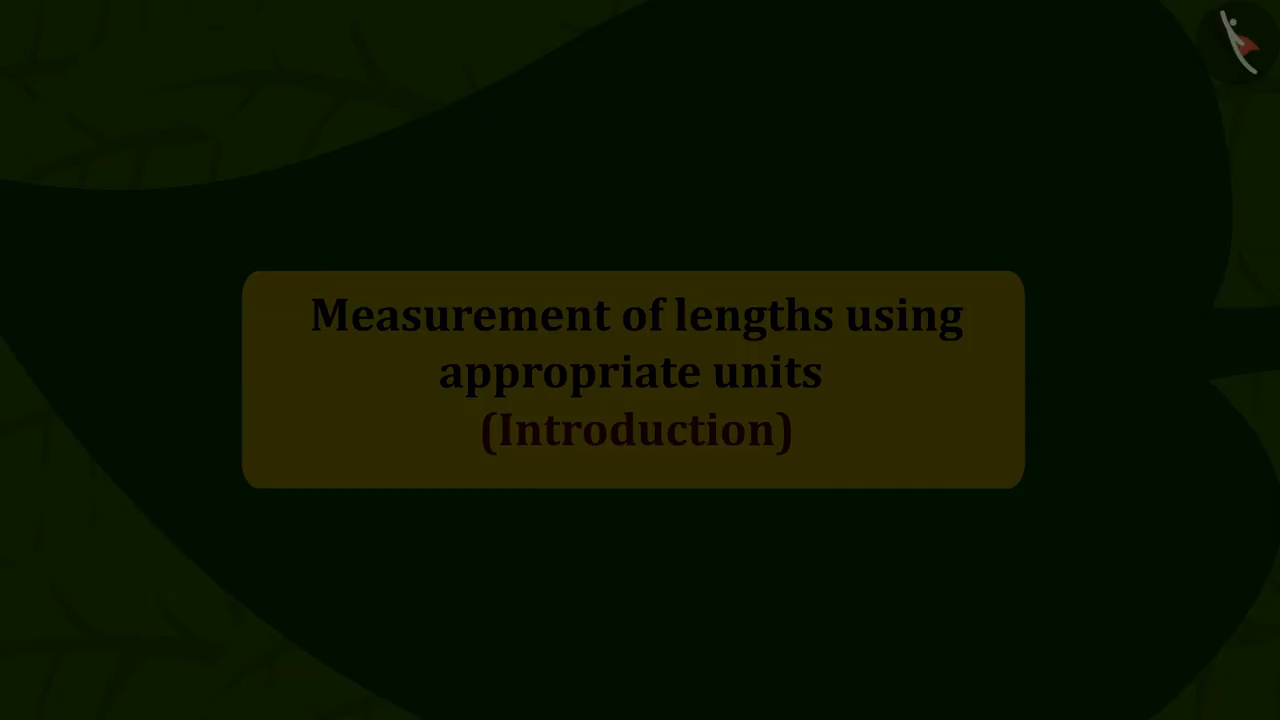 Measurement of lengths using
appropriate units
(Introduction)